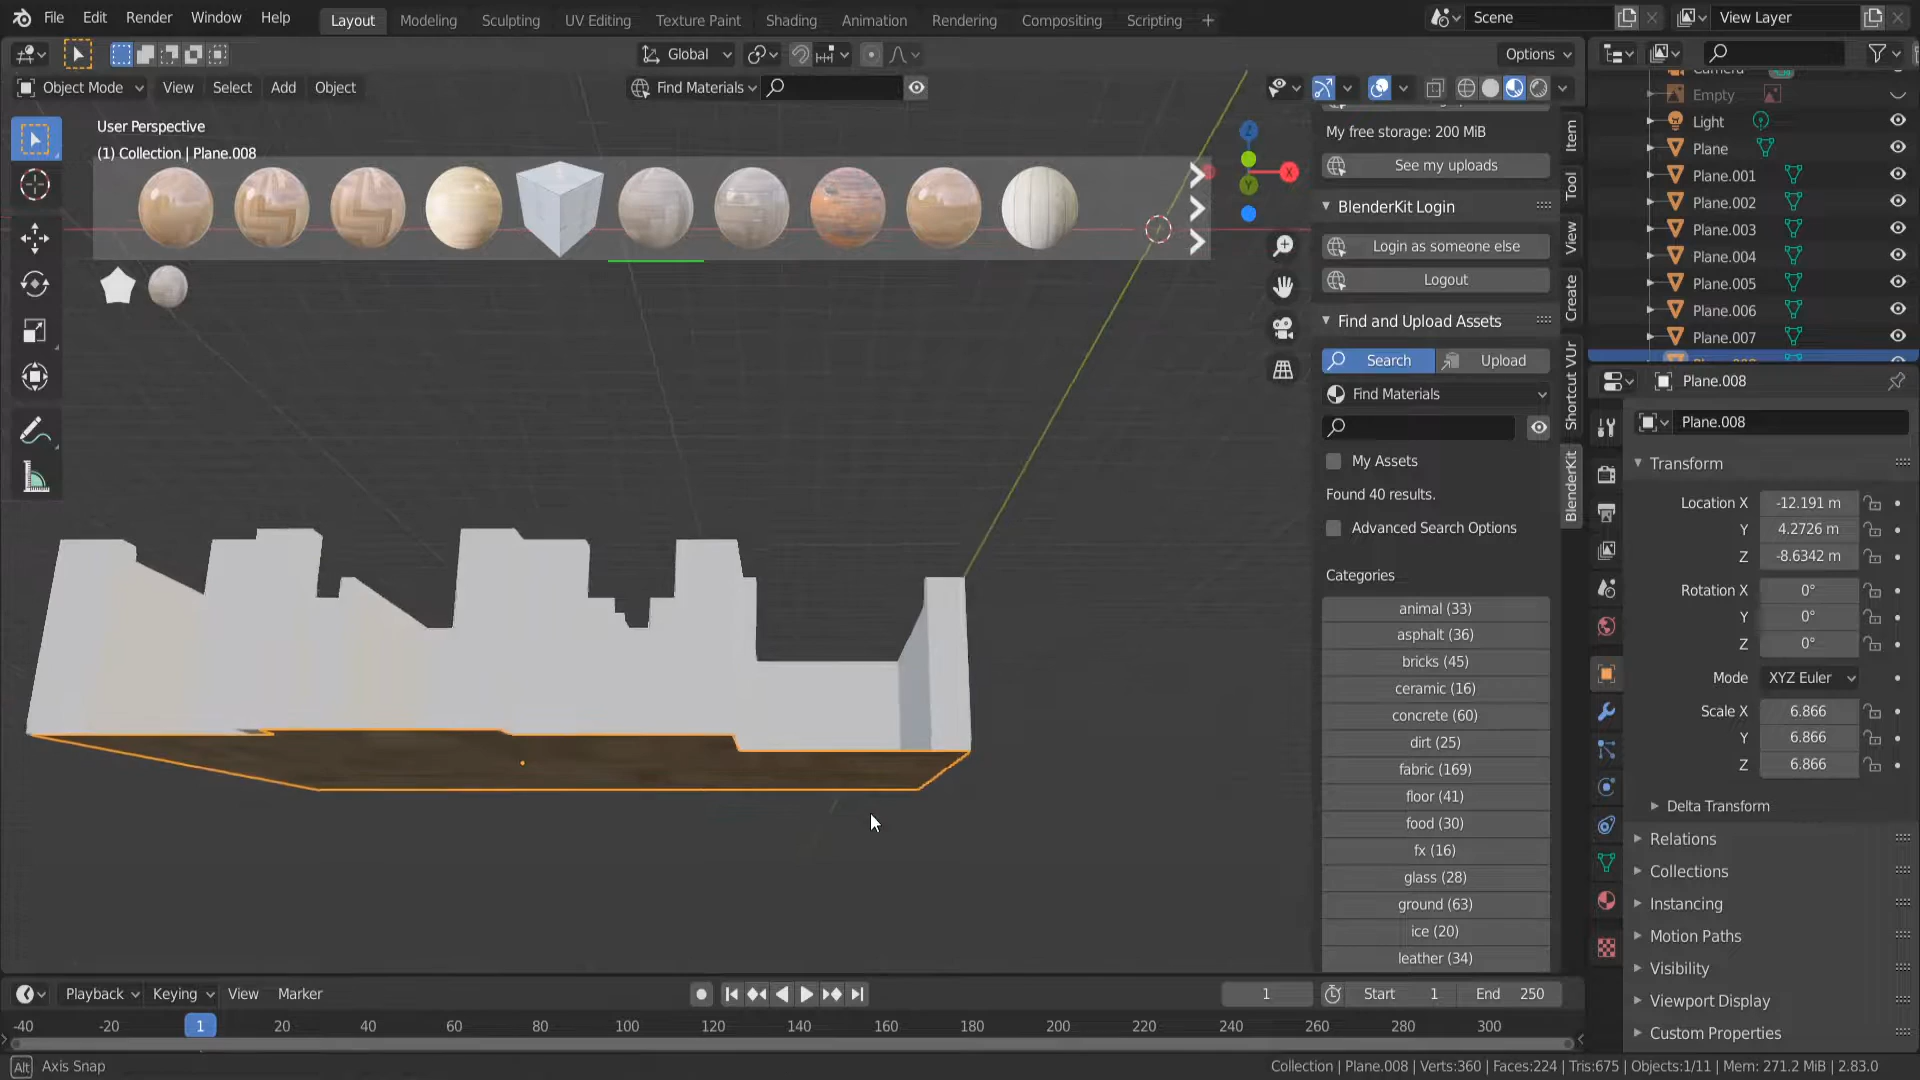 File Edit Render Window Help
Layout Modeling Sculpting UV Editing Texture Paint Shading Animation Rendering Compositing Scripting +
Scene
View Layer
Global
Options
Object Mode View Select Add Object
Find Materials
User Perspective
(1) Collection | Plane.008
Z
X
Y
My free storage: 200 MiB
See my uploads
BlenderKit Login
Login as someone else
Logout
Find and Upload Assets
Search Upload
Find Materials
My Assets
Found 40 results.
Advanced Search Options
Categories
animal (33)
asphalt (36)
bricks (45)
ceramic (16)
concrete (60)
dirt (25)
fabric (169)
floor (41)
food (30)
fx (16)
glass (28)
ground (63)
ice (20)
leather (34)
Item
Tool
View
Create
Shortcut VUr
BlenderKit
Camera
Empty
Light
Plane
Plane.001
Plane.002
Plane.003
Plane.004
Plane.005
Plane.006
Plane.007
Plane.008
Plane.008
Transform
Location X -12.191 m
Y 4.2726 m
Z -8.6342 m
Rotation X 0°
Y 0°
Z 0°
Mode XYZ Euler
Scale X 6.866
Y 6.866
Z 6.866
Delta Transform
Relations
Collections
Instancing
Motion Paths
Visibility
Viewport Display
Custom Properties
Playback Keying View Marker
1 Start 1 End 250
-40 -20 1 20 40 60 80 100 120 140 160 180 200 220 240 260 280 300
Alt Axis Snap
Collection | Plane.008 | Verts:360 | Faces:224 | Tris:675 | Objects:1/11 | Mem: 271.2 MiB | 2.83.0